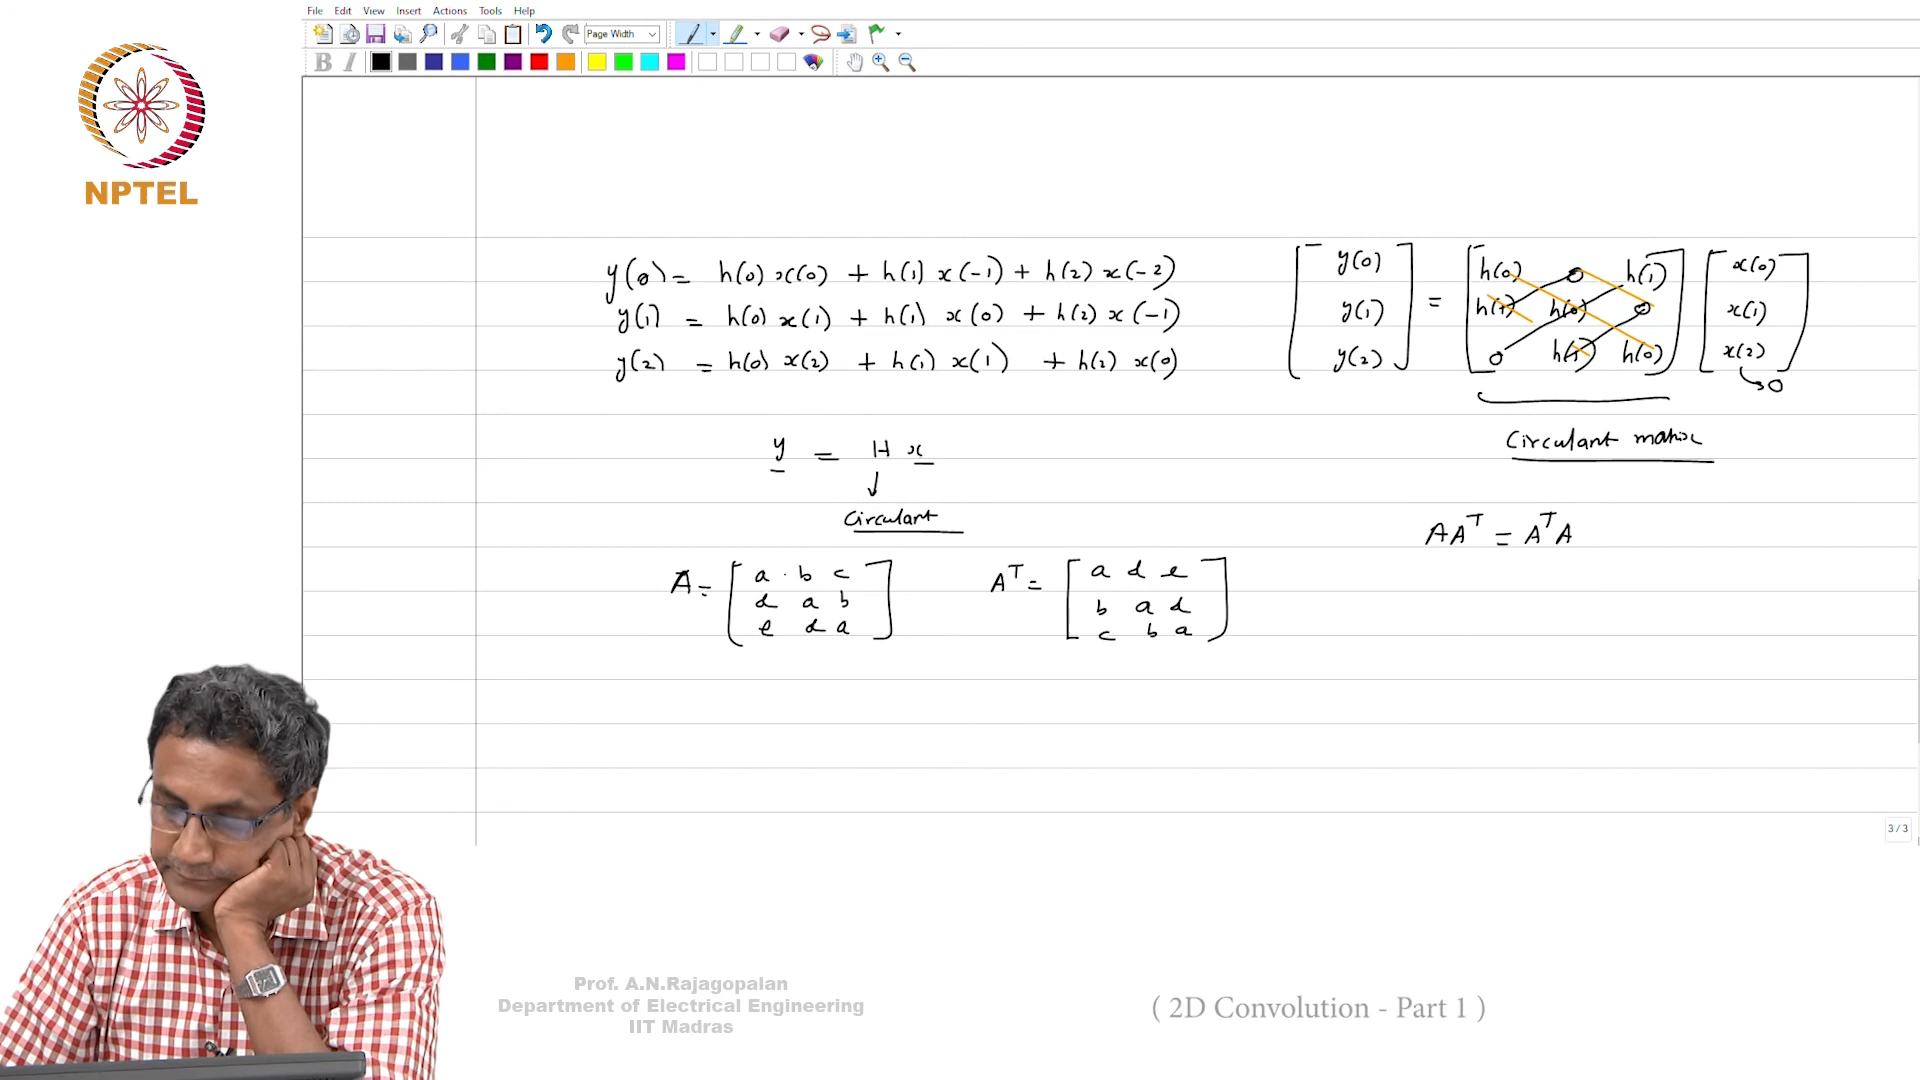 File Edit View Insert Actions Tools Help
Page Width
B I
NPTEL
y(0) = h(0) x(0) + h(1) x(-1) + h(2) x(-2)
y(1) = h(0) x(1) + h(1) x(0) + h(2) x(-1)
y(2) = h(0) x(2) + h(1) x(1) + h(2) x(0)
y(0) h(0) 0 h(1) x(0)
y(1) = h(1) h(0) 0 x(1)
y(2) 0 h(1) h(0) x(2)
→ 0
Circulant matrix
y = H x
↓
Circulant
AA^T = A^T A
A = a b c
d a b
e d a
A^T = a d e
b a d
c b a
3 / 3
Prof. A.N.Rajagopalan
Department of Electrical Engineering
IIT Madras
( 2D Convolution - Part 1 )